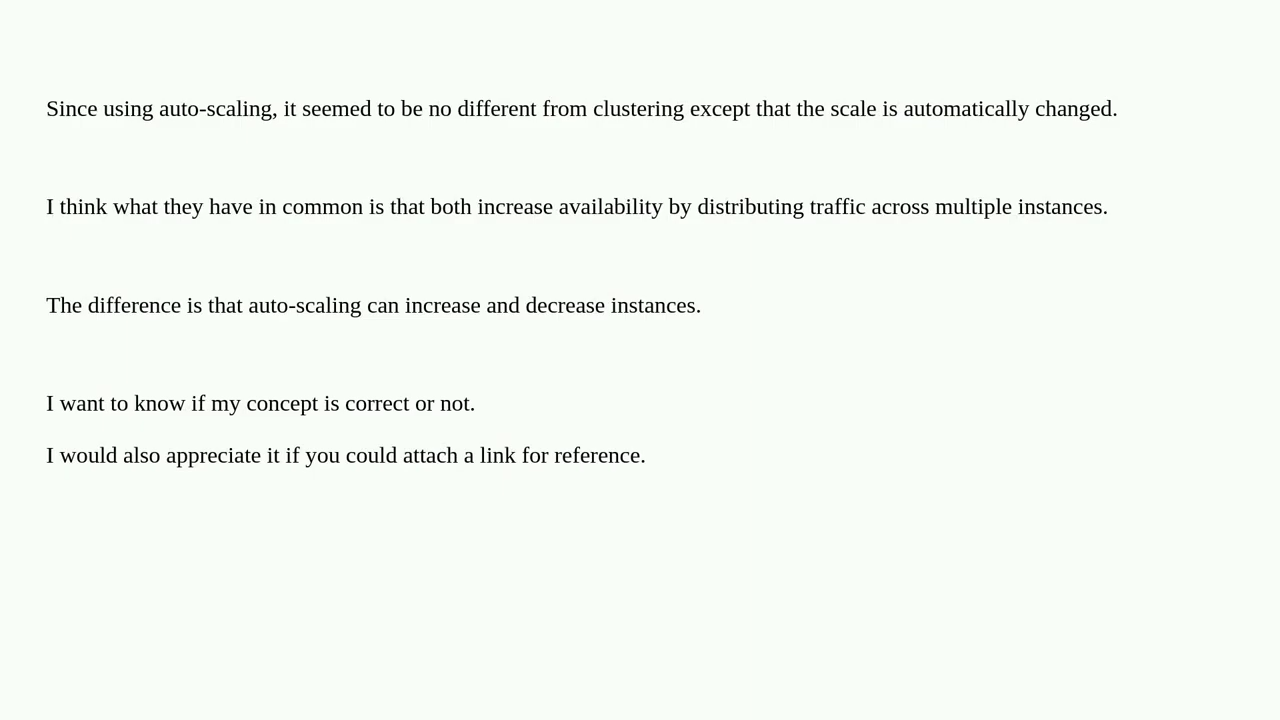 Since using auto-scaling, it seemed to be no different from clustering except that the scale is automatically changed.
I think what they have in common is that both increase availability by distributing traffic across multiple instances.
The difference is that auto-scaling can increase and decrease instances.
I want to know if my concept is correct or not.
I would also appreciate it if you could attach a link for reference.